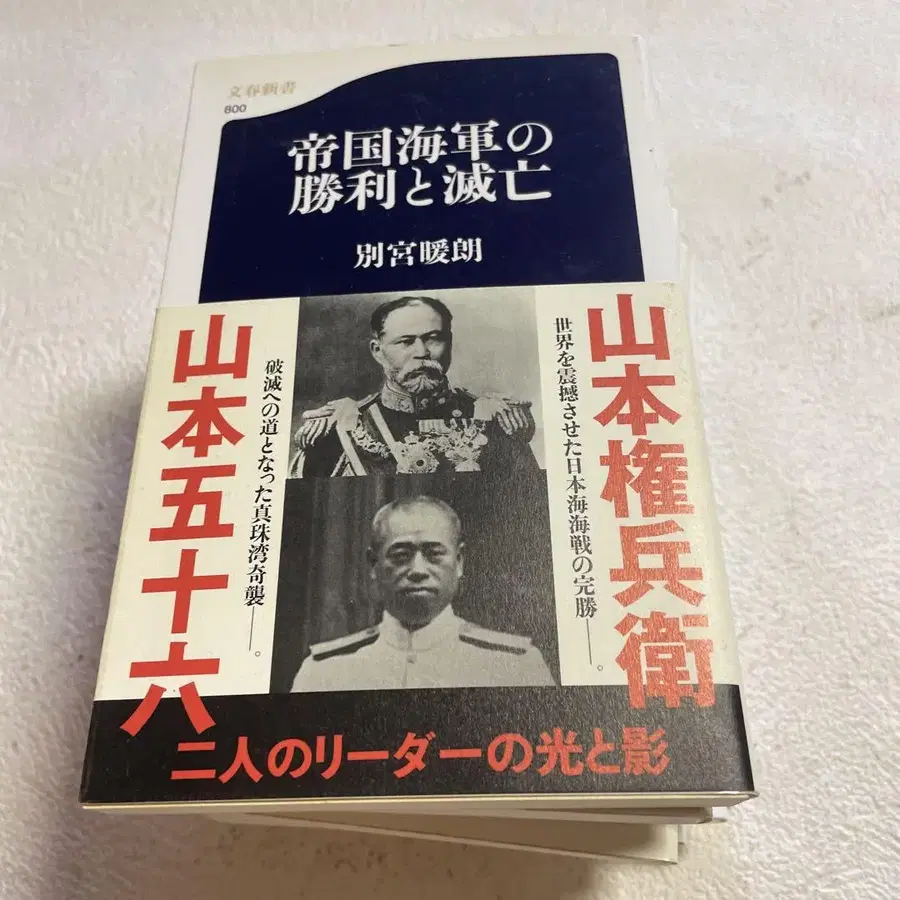 文春新書
800
帝国海軍の
勝利と滅亡
別宮暖朗
山本権兵衛
世界を震撼させた日本海海戦の完勝──。
破滅への道となった真珠湾奇襲──。
山本五十六
二人のリーダーの光と影